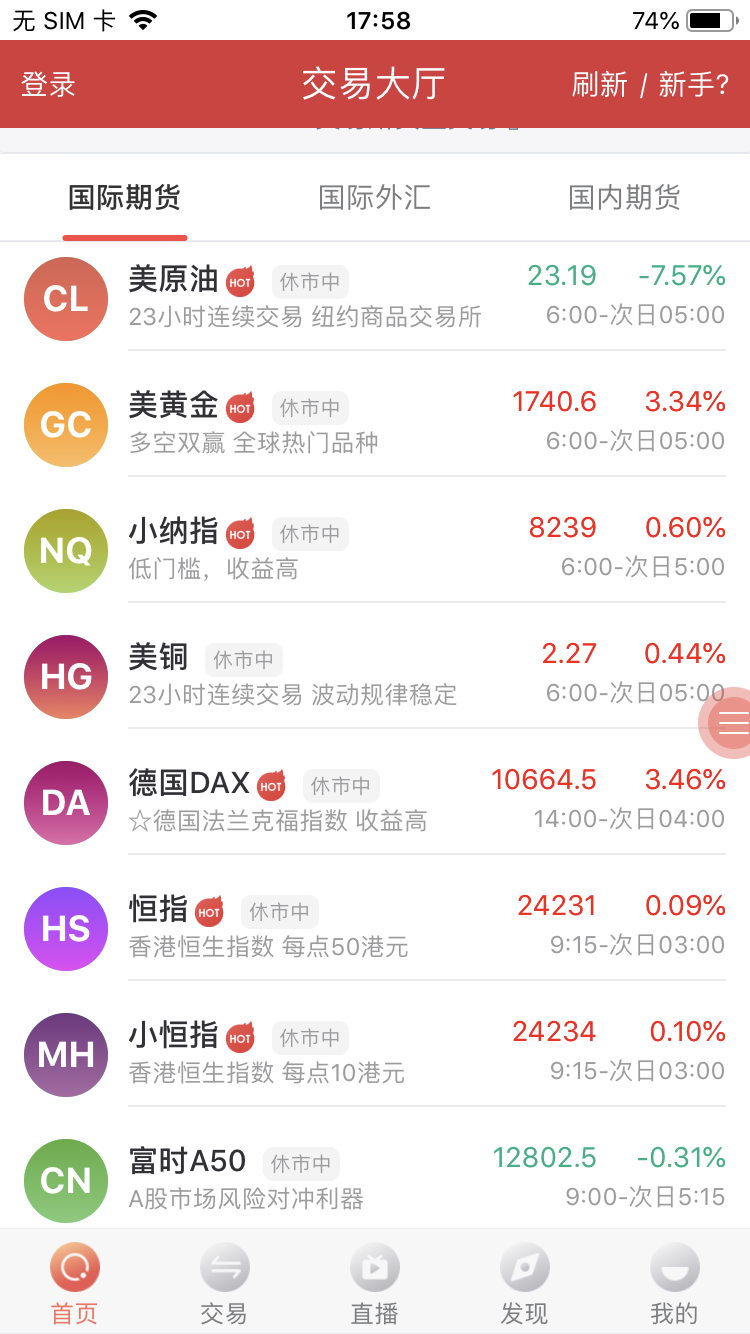 无 SIM 卡 17:58 74%
登录 交易大厅 刷新 / 新手?
国际期货 国际外汇 国内期货
CL 美原油 HOT 休市中 23.19 -7.57%
23小时连续交易 纽约商品交易所 6:00-次日05:00
GC 美黄金 HOT 休市中 1740.6 3.34%
多空双赢 全球热门品种 6:00-次日05:00
NQ 小纳指 HOT 休市中 8239 0.60%
低门槛，收益高 6:00-次日5:00
HG 美铜 休市中 2.27 0.44%
23小时连续交易 波动规律稳定 6:00-次日05:00
DA 德国DAX HOT 休市中 10664.5 3.46%
☆德国法兰克福指数 收益高 14:00-次日04:00
HS 恒指 HOT 休市中 24231 0.09%
香港恒生指数 每点50港元 9:15-次日03:00
MH 小恒指 HOT 休市中 24234 0.10%
香港恒生指数 每点10港元 9:15-次日03:00
CN 富时A50 休市中 12802.5 -0.31%
A股市场风险对冲利器 9:00-次日5:15
首页 交易 直播 发现 我的